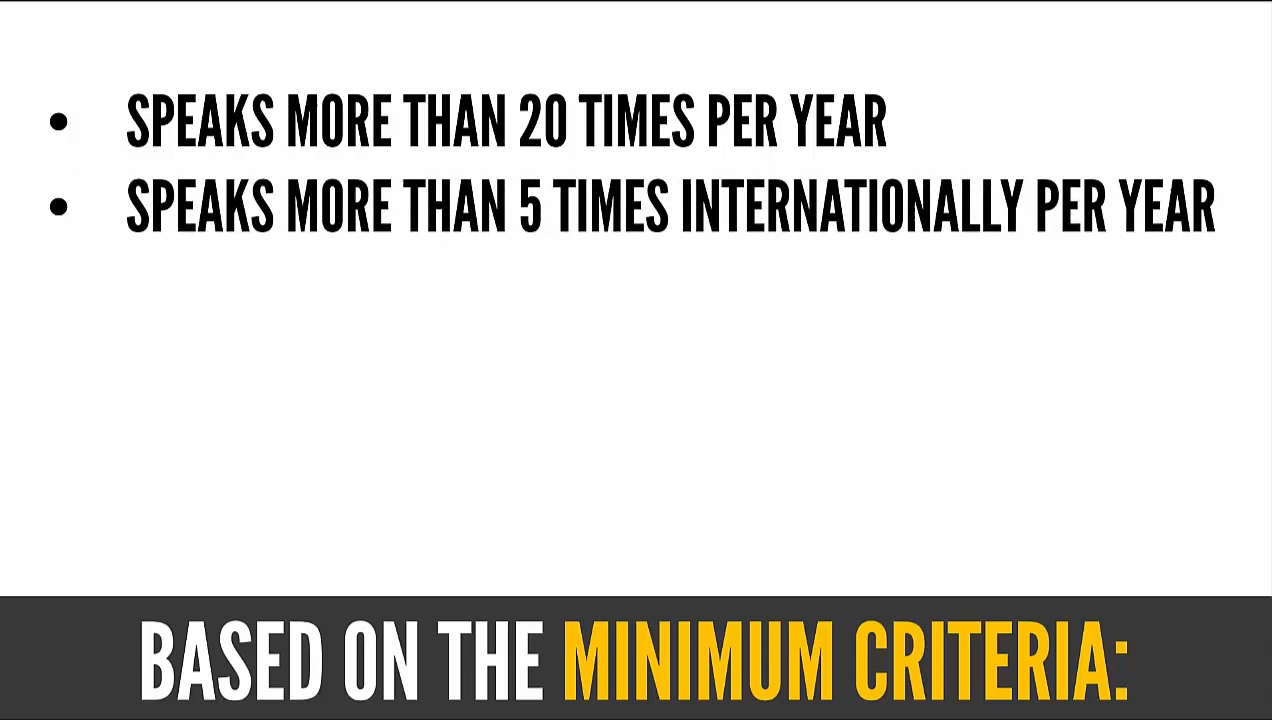 • SPEAKS MORE THAN 20 TIMES PER YEAR
• SPEAKS MORE THAN 5 TIMES INTERNATIONALLY PER YEAR
BASED ON THE MINIMUM CRITERIA: